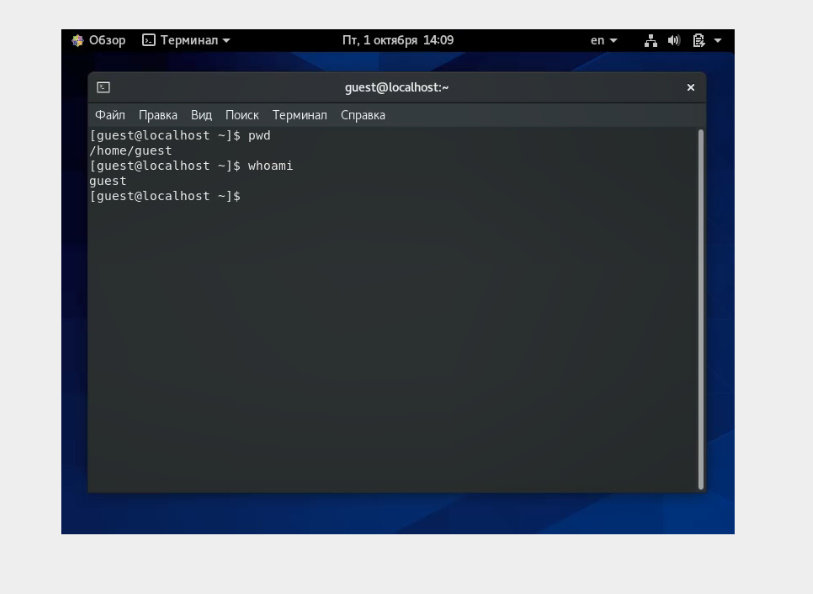 Обзор Терминал Пт, 1 октября 14:09 en
guest@localhost:~
Файл Правка Вид Поиск Терминал Справка
[guest@localhost ~]$ pwd
/home/guest
[guest@localhost ~]$ whoami
guest
[guest@localhost ~]$